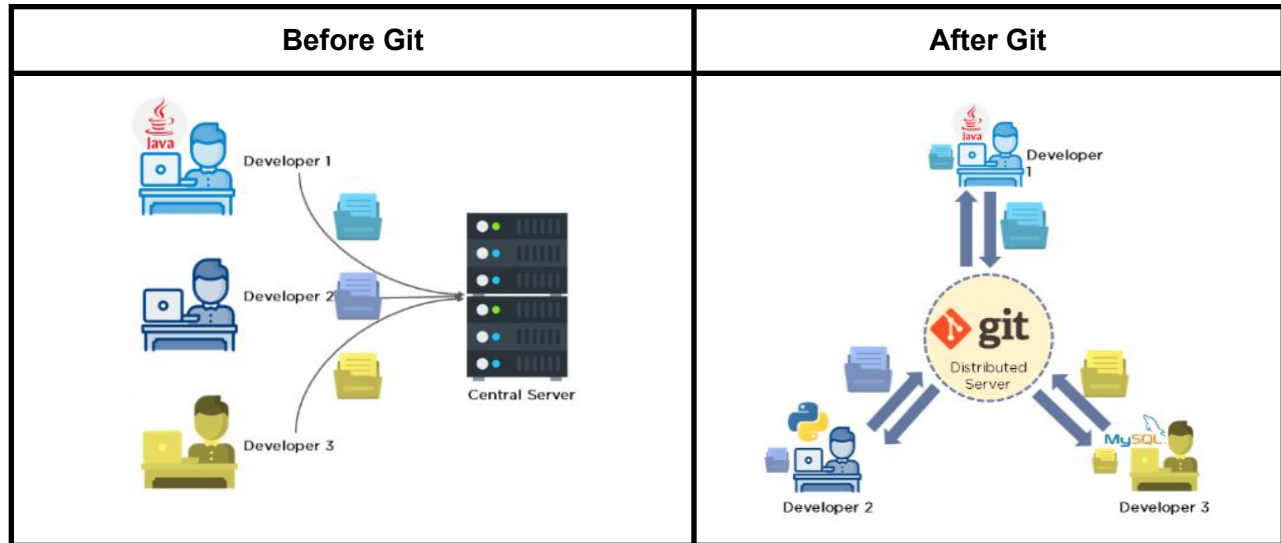 Before Git
After Git
Java
Developer 1
Developer 2
Developer 3
Central Server
Java
Developer
1
git
Distributed
Server
Developer 2
MySQL
Developer 3